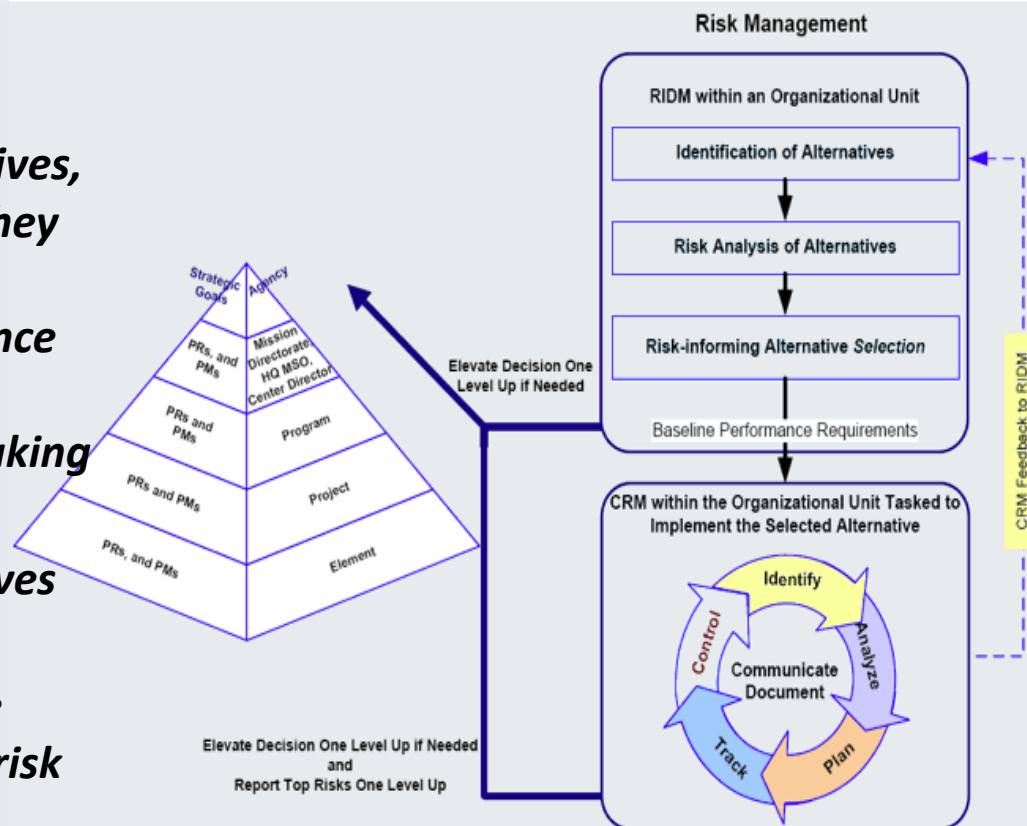 Risk Management
RIDM within an Organizational Unit
Identification of Alternatives
Risk Analysis of Alternatives
Risk-informing Alternative Selection
Baseline Performance Requirements
CRM within the Organizational Unit Tasked to
Implement the Selected Alternative
Identify
Analyze
Plan
Track
Control
Communicate
Document
CRM Feedback to RIDM
Elevate Decision One
Level Up if Needed
Elevate Decision One Level Up if Needed
and
Report Top Risks One Level Up
Strategic
Goals
Agency
PRs, and
PMs
Mission
Directorate,
HQ MSO,
Center Director
PRs and
PMs
Program
PRs and PMs
Project
PRs, and PMs
Element
ives,
hey
nce
aking
ves
risk